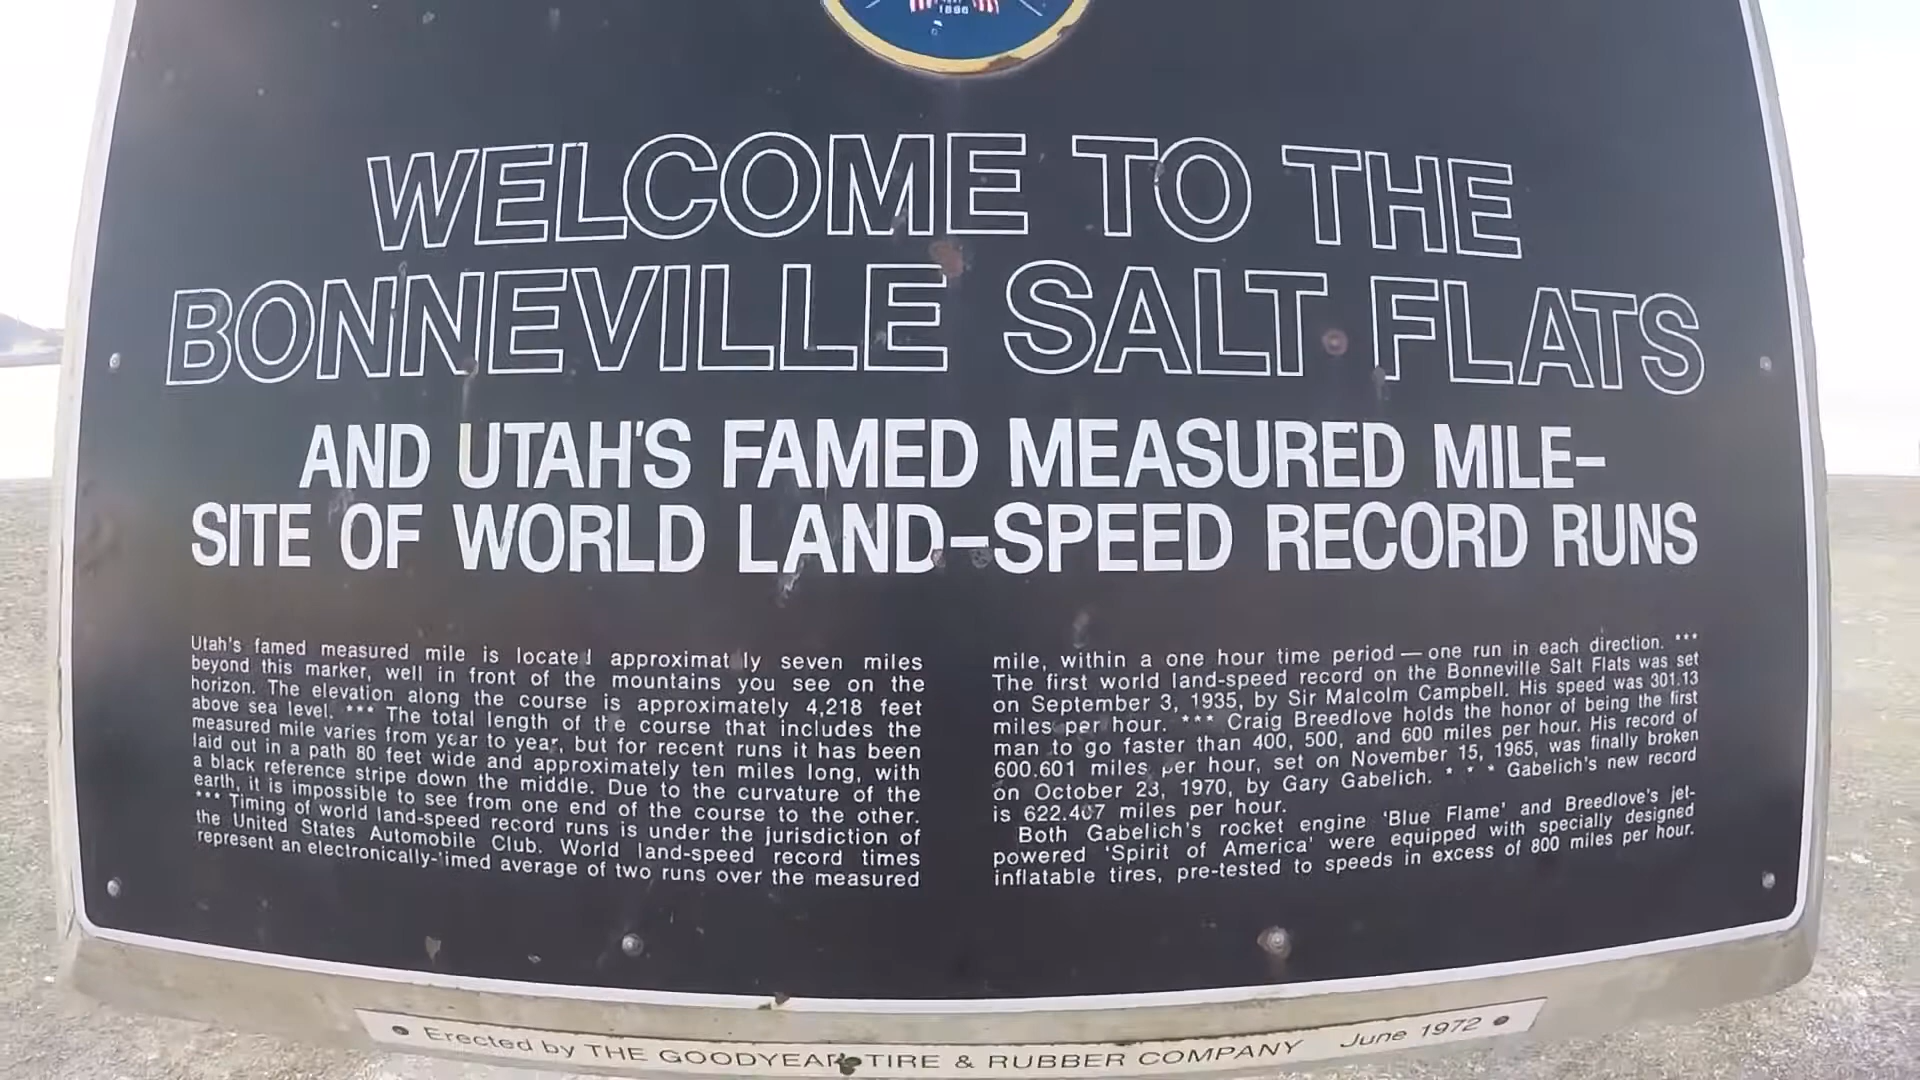 1896
WELCOME TO THE
BONNEVILLE SALT FLATS
AND UTAH'S FAMED MEASURED MILE–
SITE OF WORLD LAND–SPEED RECORD RUNS
Utah's famed measured mile is located approximately seven miles
beyond this marker, well in front of the mountains you see on the
horizon. The elevation along the course is approximately 4,218 feet
above sea level. *** The total length of the course that includes the
measured mile varies from year to year, but for recent runs it has been
laid out in a path 80 feet wide and approximately ten miles long, with
a black reference stripe down the middle. Due to the curvature of the
earth, it is impossible to see from one end of the course to the other.
*** Timing of world land-speed record runs is under the jurisdiction of
the United States Automobile Club. World land-speed record times
represent an electronically-timed average of two runs over the measured
mile, within a one hour time period — one run in each direction. ***
The first world land-speed record on the Bonneville Salt Flats was set
on September 3, 1935, by Sir Malcolm Campbell. His speed was 301.13
miles per hour. *** Craig Breedlove holds the honor of being the first
man to go faster than 400, 500, and 600 miles per hour. His record of
600.601 miles per hour, set on November 15, 1965, was finally broken
on October 23, 1970, by Gary Gabelich. * * * Gabelich's new record
is 622.407 miles per hour.
Both Gabelich's rocket engine 'Blue Flame' and Breedlove's jet-
powered 'Spirit of America' were equipped with specially designed
inflatable tires, pre-tested to speeds in excess of 800 miles per hour.
Erected by THE GOODYEAR TIRE & RUBBER COMPANY June 1972